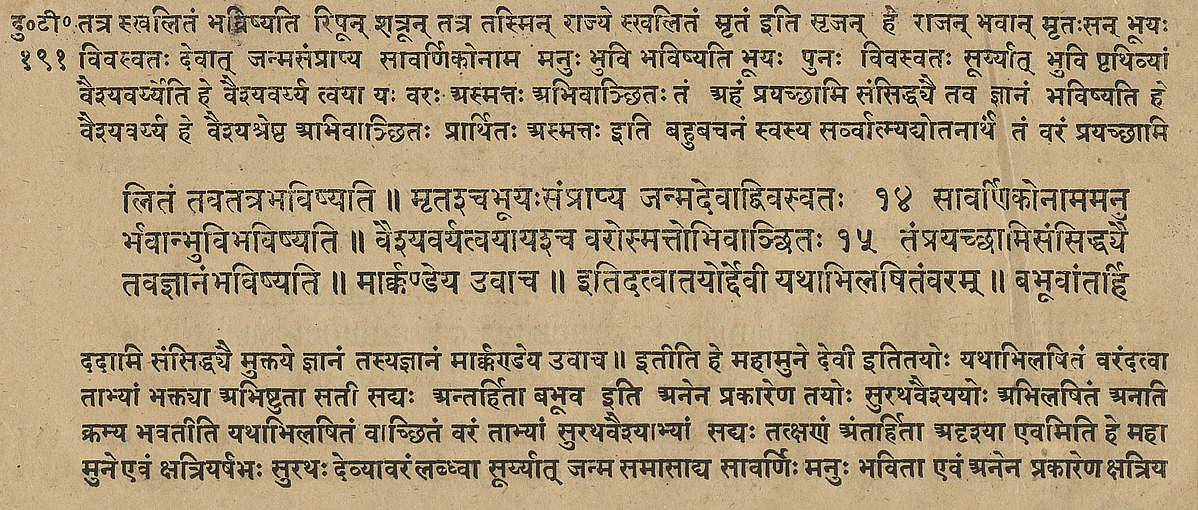 दु०टी० तत्र स्खलितं भविष्यति रिपून् शत्रून् तत्र तस्मिन् राज्ये स्खलितं मृतं इति सृजन् हे राजन् भवान् मृतःसन् भूयः
१९१ विवस्वतः देवात् जन्मसंप्राप्य सावर्णिकोनाम मनुः भुवि भविष्यति भूयः पुनः विवस्वतः सूर्य्यात् भुवि पृथिव्यां
वैश्यवर्य्येति हे वैश्यवर्य्य त्वया यः वरः अस्मत्तः अभिवाञ्छितः तं अहं प्रयच्छामि संसिद्ध्यै तव ज्ञानं भविष्यति हे
वैश्यवर्य्य हे वैश्यश्रेष्ठ अभिवाञ्छितः प्रार्थितः अस्मत्तः इति बहुबचनं स्वस्य सर्व्वात्म्यद्योतनार्थं तं वरं प्रयच्छामि
लितं तवतत्रभविष्यति ॥ मृतश्चभूयःसंप्राप्य जन्मदेवाद्विवस्वतः १४ सावर्णिकोनाममनु
र्भवान्भुविभविष्यति ॥ वैश्यवर्यत्वयायश्च वरोस्मत्तोभिवाञ्छितः १५ तंप्रयच्छामिसंसिद्ध्यै
तवज्ञानंभविष्यति ॥ मार्क्कण्डेय उवाच ॥ इतिदत्वातयोर्द्देवी यथाभिलषितंवरम् ॥ बभूवांतर्हि
ददामि संसिद्ध्यै मुक्तये ज्ञानं तस्यज्ञानं मार्क्कण्डेय उवाच ॥ इतीति हे महामुने देवी इतितयोः यथाभिलषितं वरंदत्वा
ताभ्यां भक्त्या अभिष्टुता सती सद्यः अन्तर्हिता बभूव इति अनेन प्रकारेण तयोः सुरथवैश्ययोः अभिलषितं अनति
क्रम्य भवतीति यथाभिलषितं वाच्छितं वरं ताभ्यां सुरथवैश्याभ्यां सद्यः तत्क्षणं अंतर्हिता अदृश्या एवमिति हे महा
मुने एवं क्षत्रियर्षभः सुरथः देव्यावरं लब्ध्वा सूर्य्यात् जन्म समासाद्य सावर्णिः मनुः भविता एवं अनेन प्रकारेण क्षत्रिय